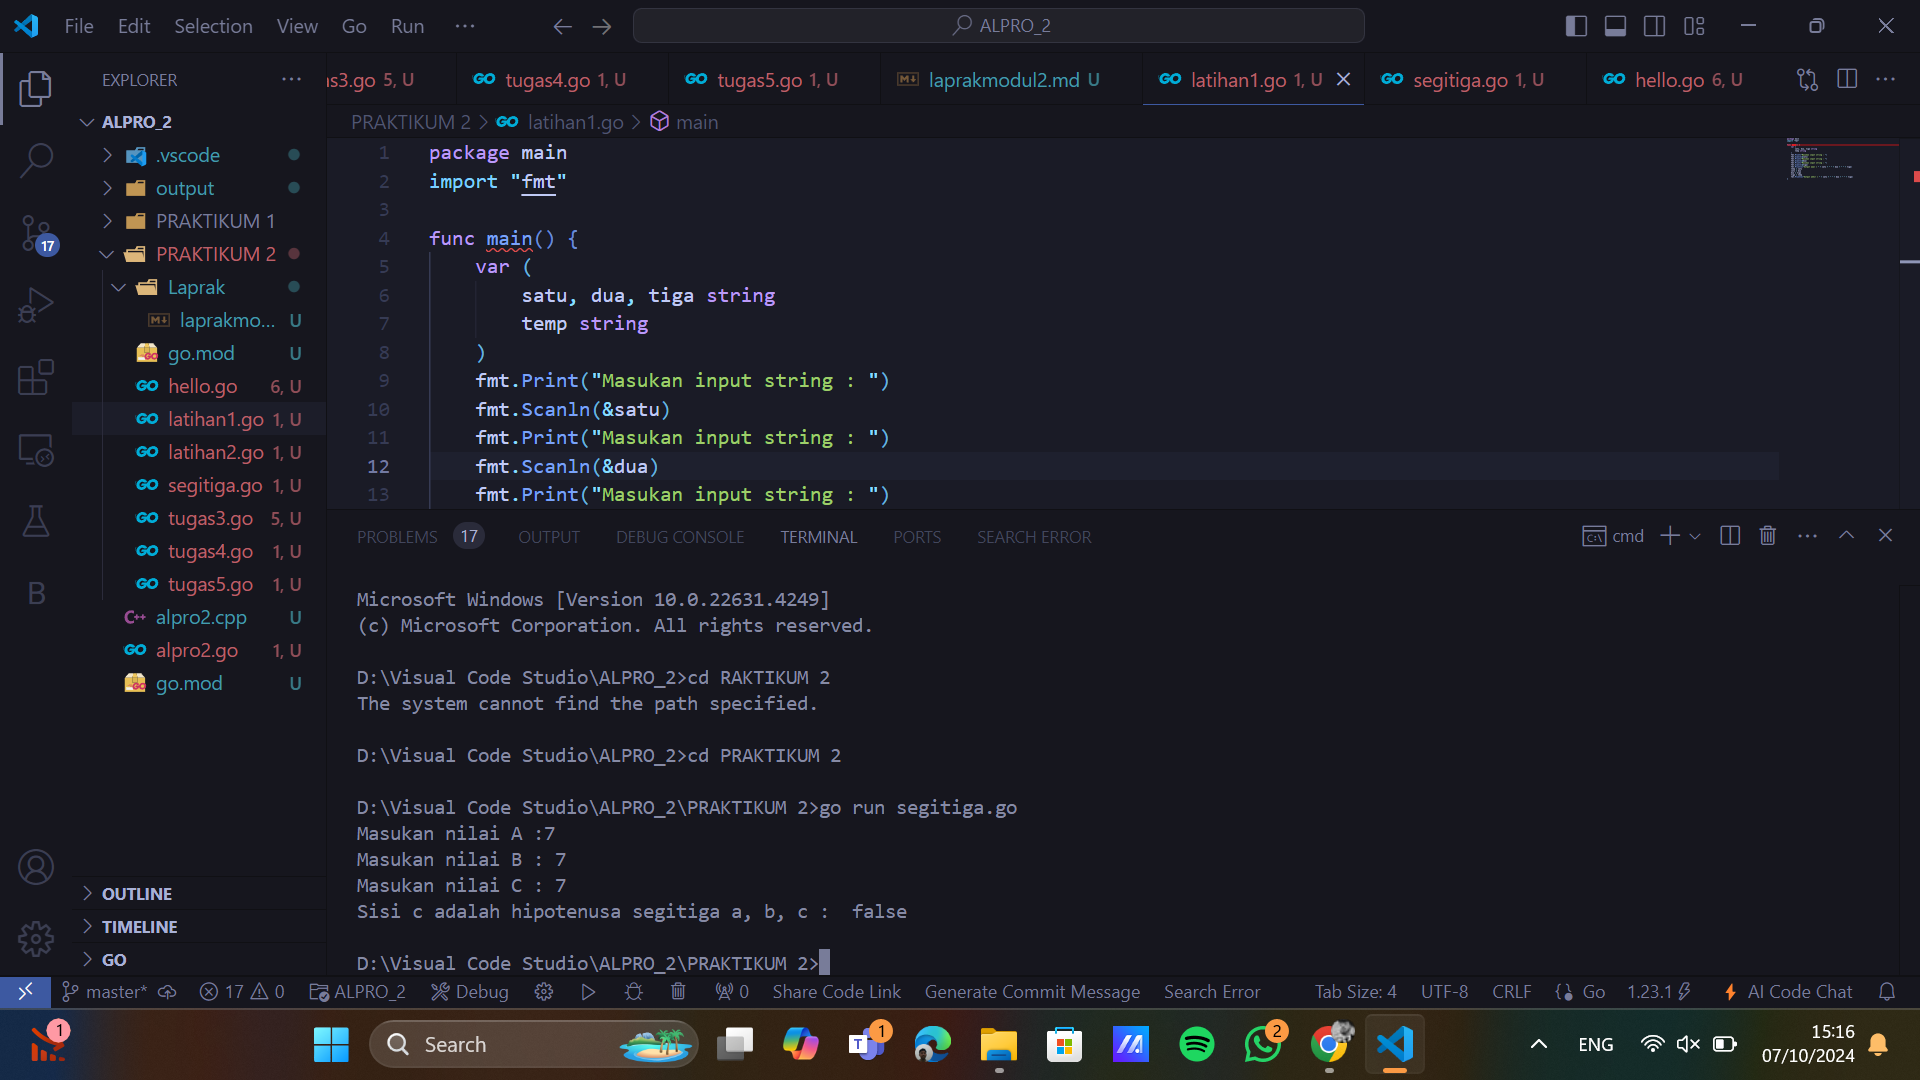 File Edit Selection View Go Run ··· ALPRO_2
EXPLORER ···
as3.go 5, U tugas4.go 1, U tugas5.go 1, U laprakmodul2.md U latihan1.go 1, U segitiga.go 1, U hello.go 6, U
ALPRO_2
.vscode
output
PRAKTIKUM 1
PRAKTIKUM 2
Laprak
laprakmo... U
go.mod U
hello.go 6, U
latihan1.go 1, U
latihan2.go 1, U
segitiga.go 1, U
tugas3.go 5, U
tugas4.go 1, U
tugas5.go 1, U
alpro2.cpp U
alpro2.go 1, U
go.mod U
17
B
OUTLINE
TIMELINE
GO
PRAKTIKUM 2 > latihan1.go > main
1 package main
2 import "fmt"
3
4 func main() {
5 var (
6 satu, dua, tiga string
7 temp string
8 )
9 fmt.Print("Masukan input string : ")
10 fmt.Scanln(&satu)
11 fmt.Print("Masukan input string : ")
12 fmt.Scanln(&dua)
13 fmt.Print("Masukan input string : ")
PROBLEMS 17 OUTPUT DEBUG CONSOLE TERMINAL PORTS SEARCH ERROR cmd
Microsoft Windows [Version 10.0.22631.4249]
(c) Microsoft Corporation. All rights reserved.
D:\Visual Code Studio\ALPRO_2>cd RAKTIKUM 2
The system cannot find the path specified.
D:\Visual Code Studio\ALPRO_2>cd PRAKTIKUM 2
D:\Visual Code Studio\ALPRO_2\PRAKTIKUM 2>go run segitiga.go
Masukan nilai A :7
Masukan nilai B : 7
Masukan nilai C : 7
Sisi c adalah hipotenusa segitiga a, b, c :  false
D:\Visual Code Studio\ALPRO_2\PRAKTIKUM 2>
master* 17 0 ALPRO_2 Debug 0 Share Code Link Generate Commit Message Search Error Tab Size: 4 UTF-8 CRLF Go 1.23.1 AI Code Chat
1 Search 1 2 ENG 15:16
07/10/2024